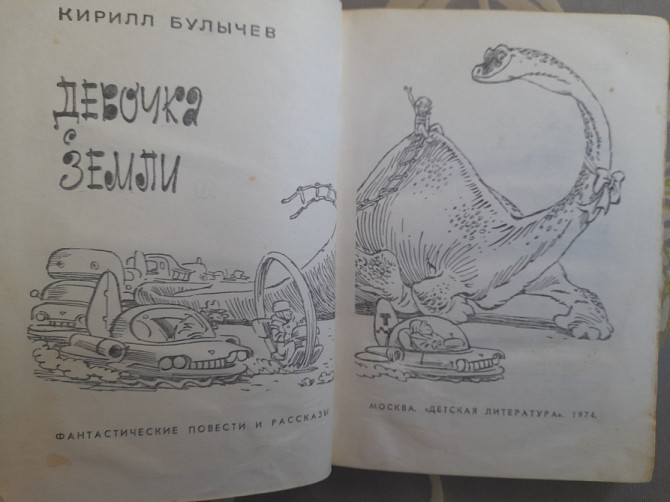 КИРИЛЛ БУЛЫЧЕВ
ДЕВОЧКА
С
ЗЕМЛИ
ФАНТАСТИЧЕСКИЕ ПОВЕСТИ И РАССКАЗЫ
Т
МОСКВА. «ДЕТСКАЯ ЛИТЕРАТУРА». 1974.